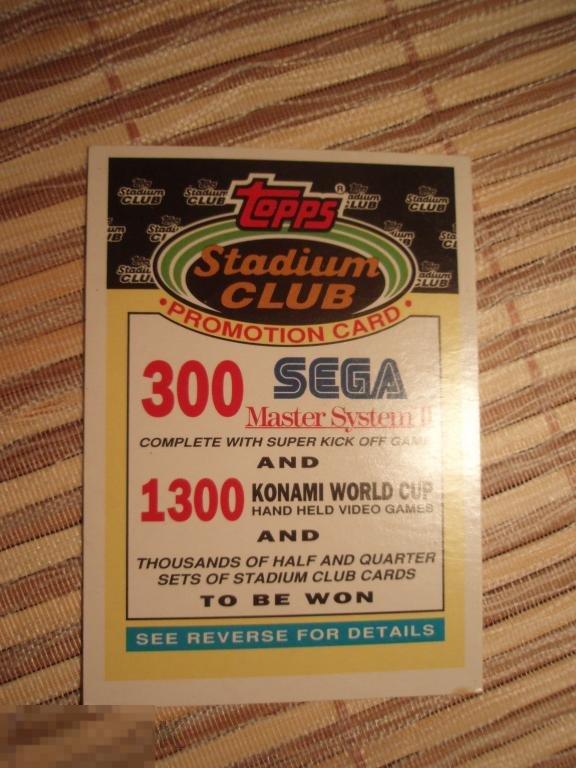 Topps®
Stadium
CLUB
• PROMOTION CARD •
300 SEGA
Master System II
COMPLETE WITH SUPER KICK OFF GAME
AND
1300 KONAMI WORLD CUP
HAND HELD VIDEO GAMES
AND
THOUSANDS OF HALF AND QUARTER
SETS OF STADIUM CLUB CARDS
TO BE WON
SEE REVERSE FOR DETAILS